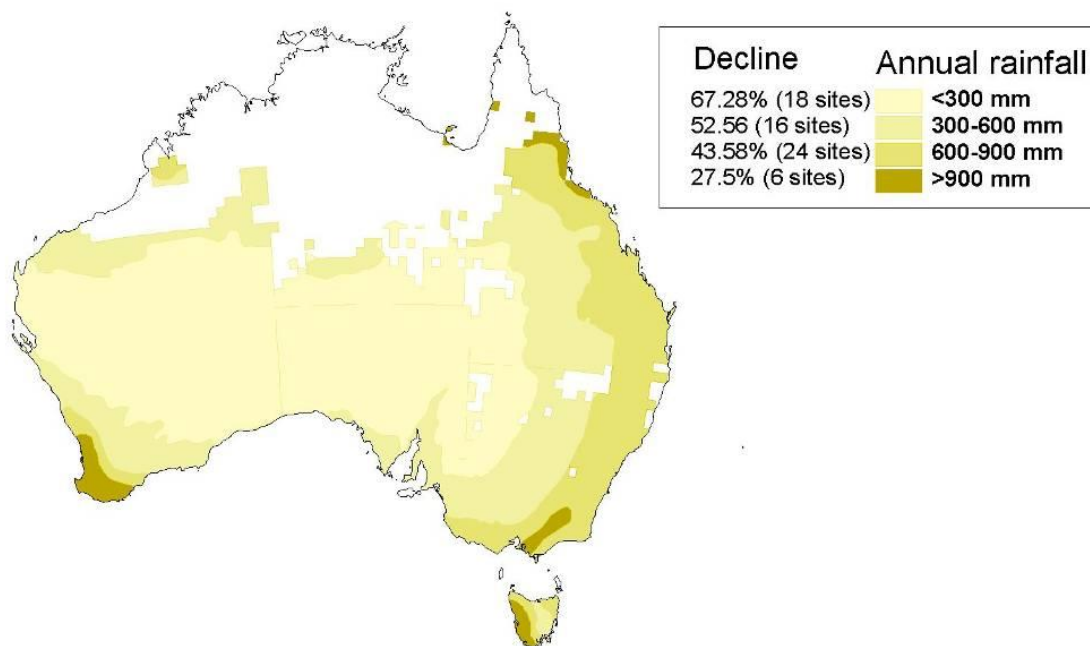 Decline Annual rainfall
67.28% (18 sites) <300 mm
52.56 (16 sites) 300-600 mm
43.58% (24 sites) 600-900 mm
27.5% (6 sites) >900 mm